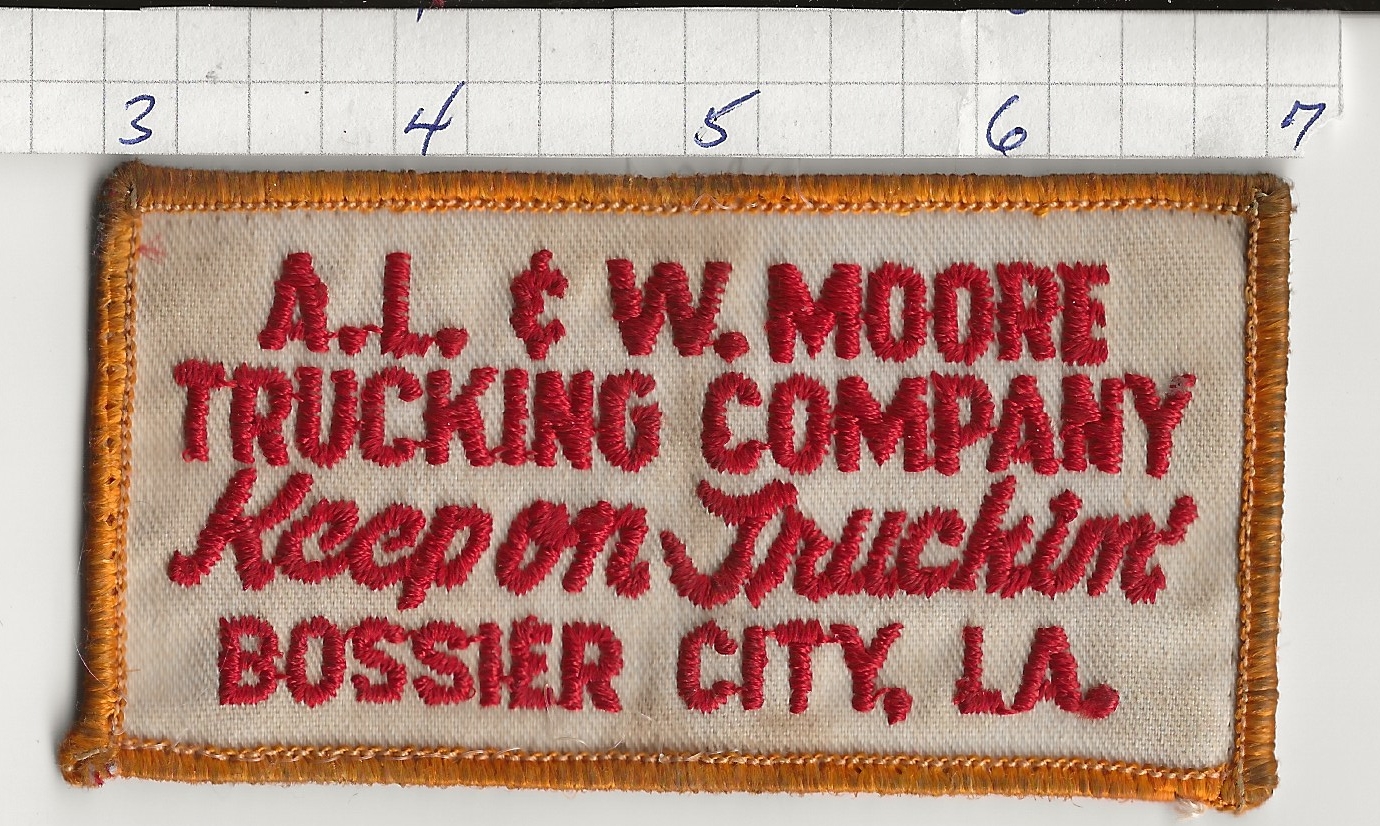 3 4 5 6 7
A.L. & W. MOORE
TRUCKING COMPANY
Keep on Truckin'
BOSSIER CITY, LA.